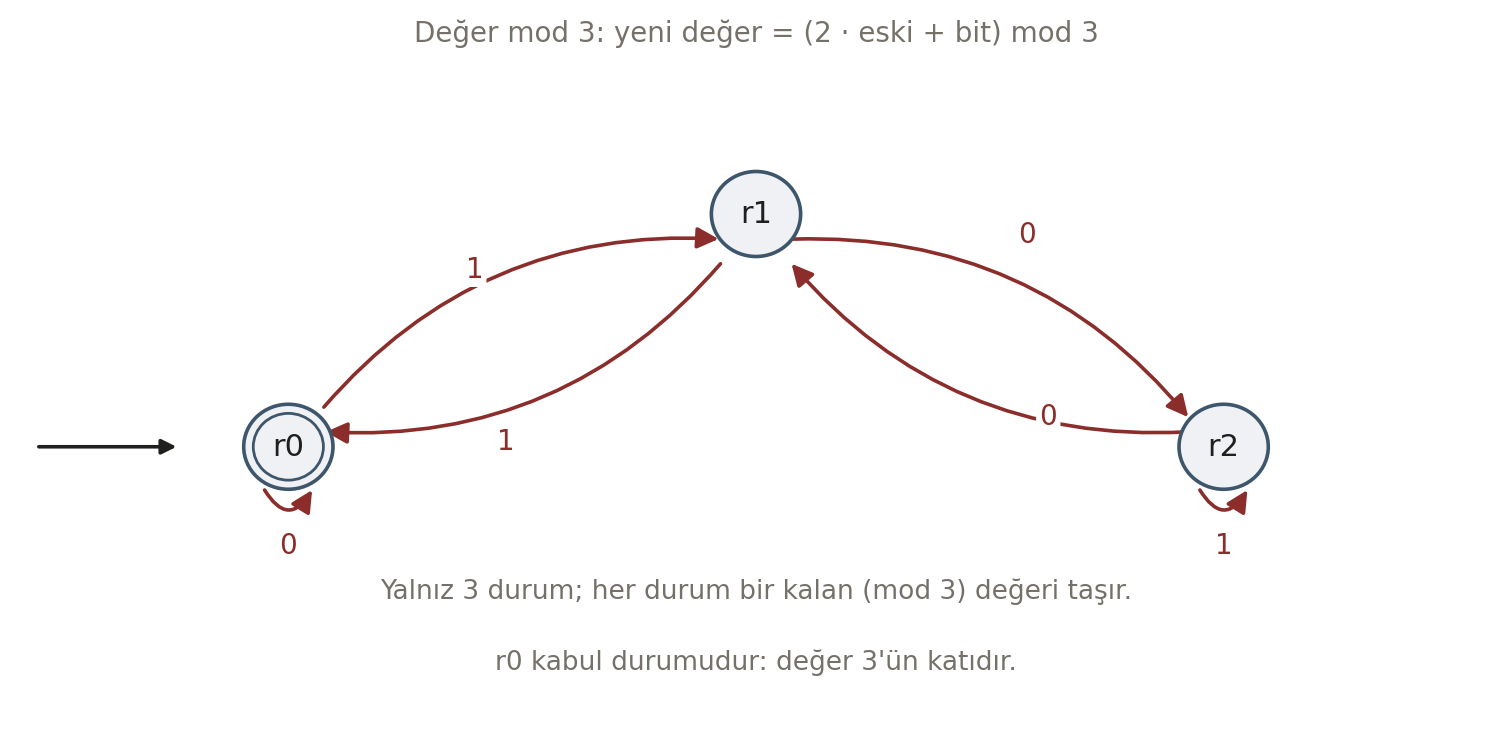 Değer mod 3: yeni değer = (2 · eski + bit) mod 3
r1
0
1
0
1
r0
r2
0
1
Yalnız 3 durum; her durum bir kalan (mod 3) değeri taşır.
r0 kabul durumudur: değer 3'ün katıdır.